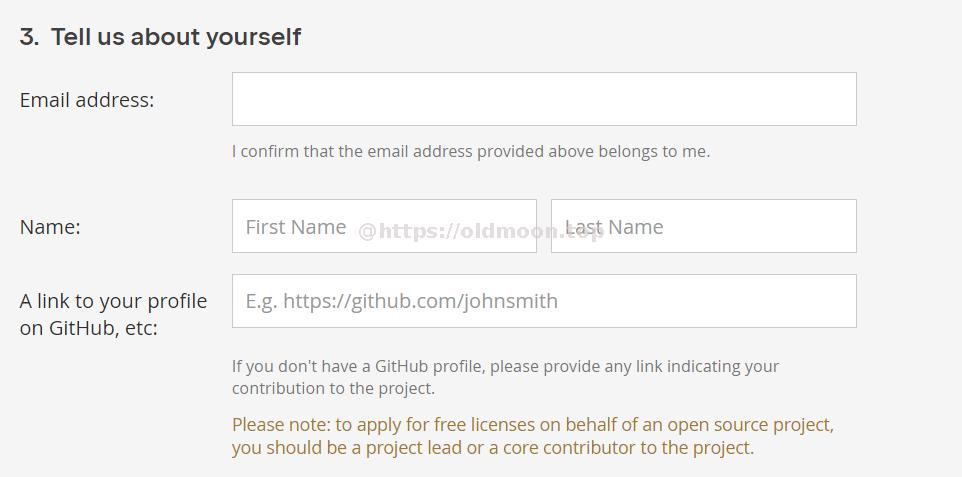 3. Tell us about yourself
Email address:
I confirm that the email address provided above belongs to me.
Name:
First Name
@https://oldmoon.top
Last Name
A link to your profile
on GitHub, etc:
E.g. https://github.com/johnsmith
If you don't have a GitHub profile, please provide any link indicating your
contribution to the project.
Please note: to apply for free licenses on behalf of an open source project,
you should be a project lead or a core contributor to the project.